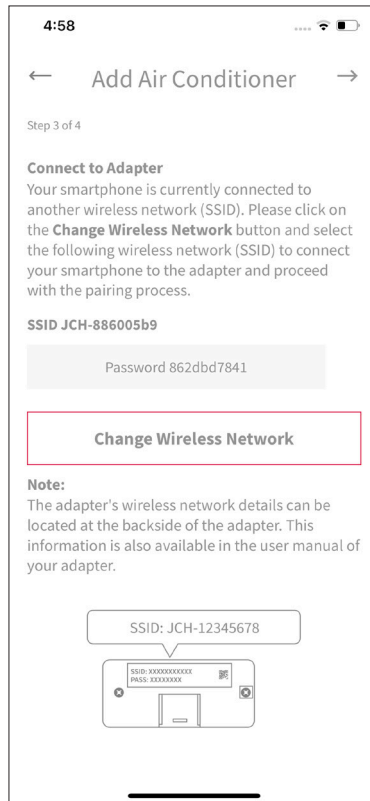 4:58
Add Air Conditioner
Step 3 of 4
Connect to Adapter
Your smartphone is currently connected to
another wireless network (SSID). Please click on
the Change Wireless Network button and select
the following wireless network (SSID) to connect
your smartphone to the adapter and proceed
with the pairing process.
SSID JCH-886005b9
Password 862dbd7841
Change Wireless Network
Note:
The adapter's wireless network details can be
located at the backside of the adapter. This
information is also available in the user manual of
your adapter.
SSID: JCH-12345678
SSID: XXXXXXXXXXX
PASS: XXXXXXXX